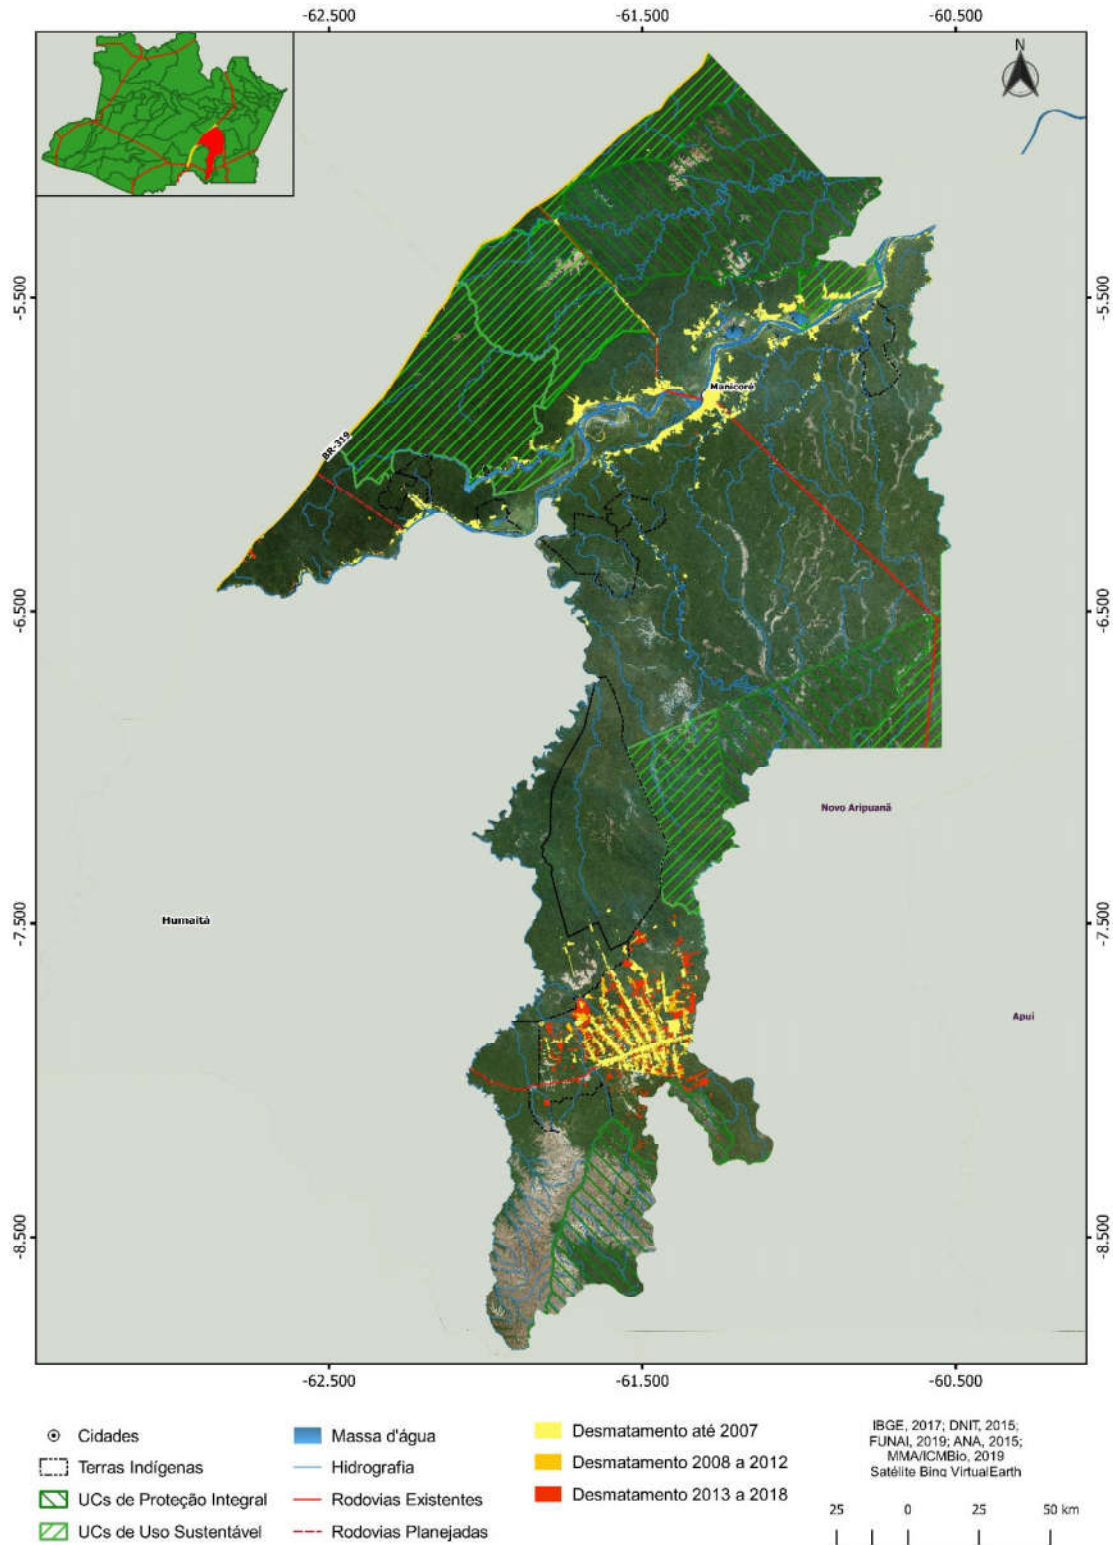 -62.500 -61.500 -60.500
N
-5.500 -5.500
Manicoré
BR-319
-6.500 -6.500
Novo Aripuanã
-7.500 -7.500
Humaitá
Apuí
-8.500 -8.500
-62.500 -61.500 -60.500
Cidades
Terras Indígenas
UCs de Proteção Integral
UCs de Uso Sustentável
Massa d'água
Hidrografia
Rodovias Existentes
Rodovias Planejadas
Desmatamento até 2007
Desmatamento 2008 a 2012
Desmatamento 2013 a 2018
IBGE, 2017; DNIT, 2015;
FUNAI, 2019; ANA, 2015;
MMA/ICMBio, 2019
Satélite Bing VirtualEarth
25 0 25 50 km